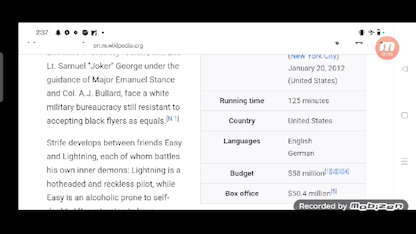 2:37
en.m.wikipedia.org
Lt. Samuel "Joker" George under the
guidance of Major Emanuel Stance
and Col. A.J. Bullard, face a white
military bureaucracy still resistant to
accepting black flyers as equals.[N 1]
Strife develops between friends Easy
and Lightning, each of whom battles
his own inner demons: Lightning is a
hotheaded and reckless pilot, while
Easy is an alcoholic prone to self-
(New York City)
January 20, 2012
(United States)
Running time 125 minutes
Country United States
Languages English
German
Budget $58 million[1][2][3][4]
Box office $50.4 million[5]
Recorded by
Mobizen